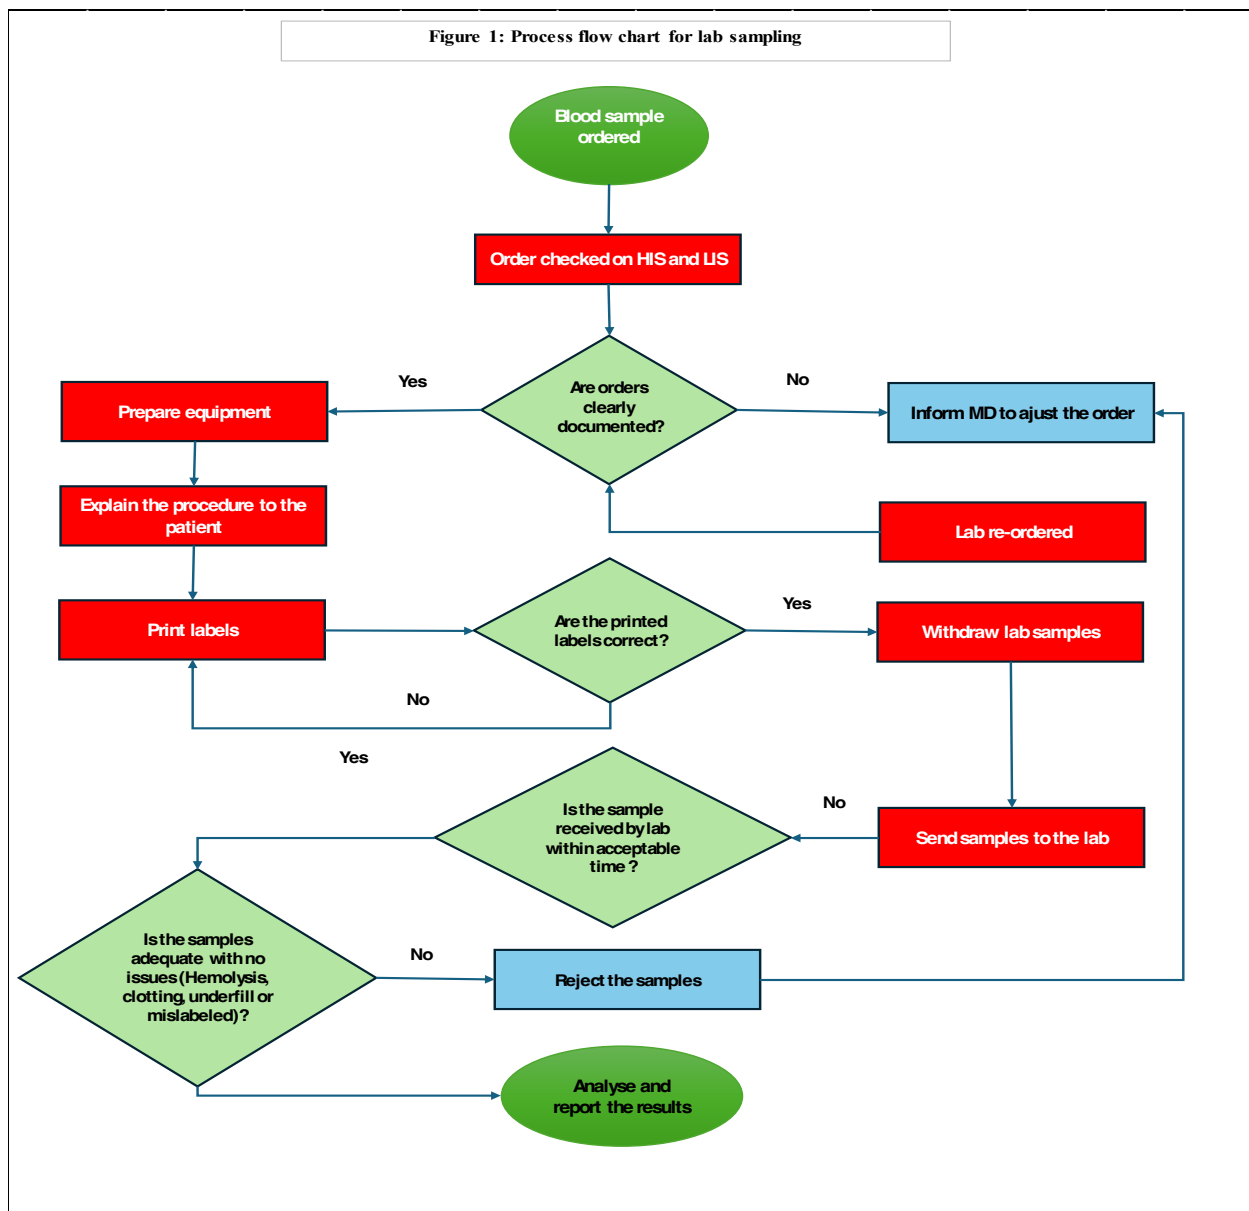 Figure 1: Process flow chart for lab sampling
Blood sample
ordered
Order checked on HIS and LIS
Yes
Are orders
clearly
documented?
No
Prepare equipment
Inform MD to ajust the order
Explain the procedure to the
patient
Lab re-ordered
Print labels
Are the printed
labels correct?
Yes
Withdraw lab samples
No
Yes
Is the sample
received by lab
within acceptable
time ?
No
Send samples to the lab
Is the samples
adequate with no
issues (Hemolysis,
clotting, underfill or
mislabeled)?
No
Reject the samples
Analyse and
report the results